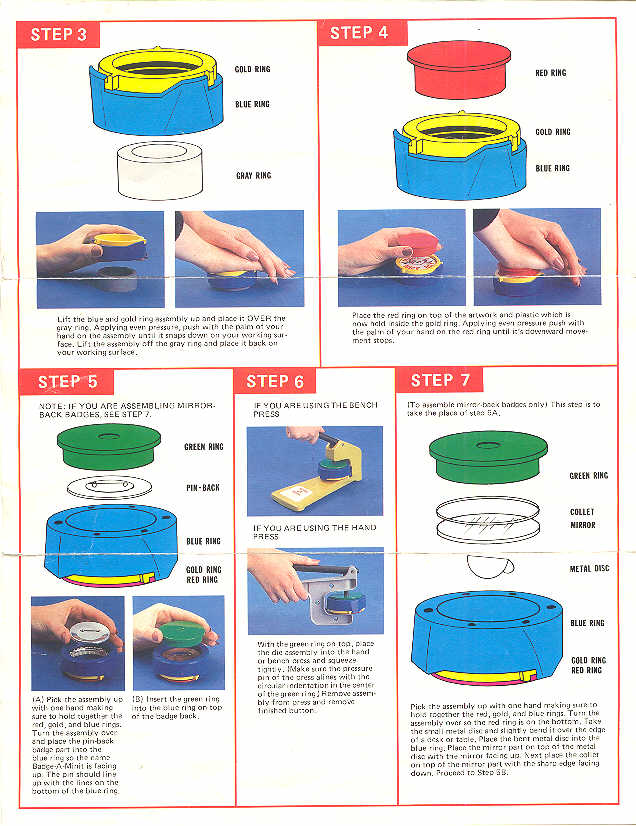 STEP 3
GOLD RING
BLUE RING
GRAY RING
Lift the blue and gold ring assembly up and place it OVER the
gray ring. Applying even pressure, push with the palm of your
hand on the assembly until it snaps down on your working sur-
face. Lift the assembly off the gray ring and place it back on
your working surface.
STEP 4
RED RING
GOLD RING
BLUE RING
Place the red ring on top of the artwork and plastic which is
now held inside the gold ring. Applying even pressure push with
the palm of your hand on the red ring until it's downward move-
ment stops.
STEP 5
NOTE: IF YOU ARE ASSEMBLING MIRROR-
BACK BADGES, SEE STEP 7.
GREEN RING
PIN-BACK
BLUE RING
GOLD RING
RED RING
(A) Pick the assembly up
with one hand making
sure to hold together the
red, gold, and blue rings.
Turn the assembly over
and place the pin-back
badge part into the
blue ring so the name
Badge-A-Minit is facing
up. The pin should line
up with the lines on the
bottom of the blue ring.
(B) Insert the green ring
into the blue ring on top
of the badge back.
STEP 6
IF YOU ARE USING THE BENCH
PRESS
IF YOU ARE USING THE HAND
PRESS
With the green ring on top, place
the die assembly into the hand
or bench press and squeeze
tightly. (Make sure the pressure
pin of the press alines with the
circular indentation in the center
of the green ring.) Remove assem-
bly from press and remove
finished button.
STEP 7
(To assemble mirror-back badges only) This step is to
take the place of step 5A.
GREEN RING
COLLET
MIRROR
METAL DISC
BLUE RING
GOLD RING
RED RING
Pick the assembly up with one hand making sure to
hold together the red, gold, and blue rings. Turn the
assembly over so the red ring is on the bottom. Take
the small metal disc and slightly bend it over the edge
of a desk or table. Place the bent metal disc into the
blue ring. Place the mirror part on top of the metal
disc with the mirror facing up. Next place the collet
on top of the mirror part with the sharp edge facing
down. Proceed to Step 5B.